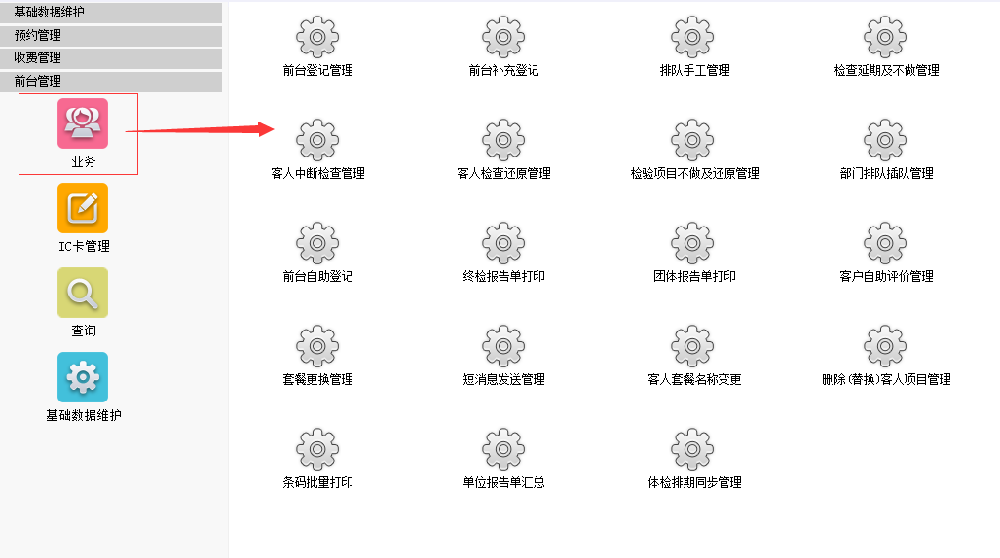 基础数据维护
预约管理
收费管理
前台管理
业务
IC卡管理
查询
基础数据维护
前台登记管理 前台补充登记 排队手工管理 检查延期及不做管理
客人中断检查管理 客人检查还原管理 检验项目不做及还原管理 部门排队插队管理
前台自助登记 终检报告单打印 团体报告单打印 客户自助评价管理
套餐更换管理 短消息发送管理 客人套餐名称变更 删除(替换)客人项目管理
条码批量打印 单位报告单汇总 体检排期同步管理